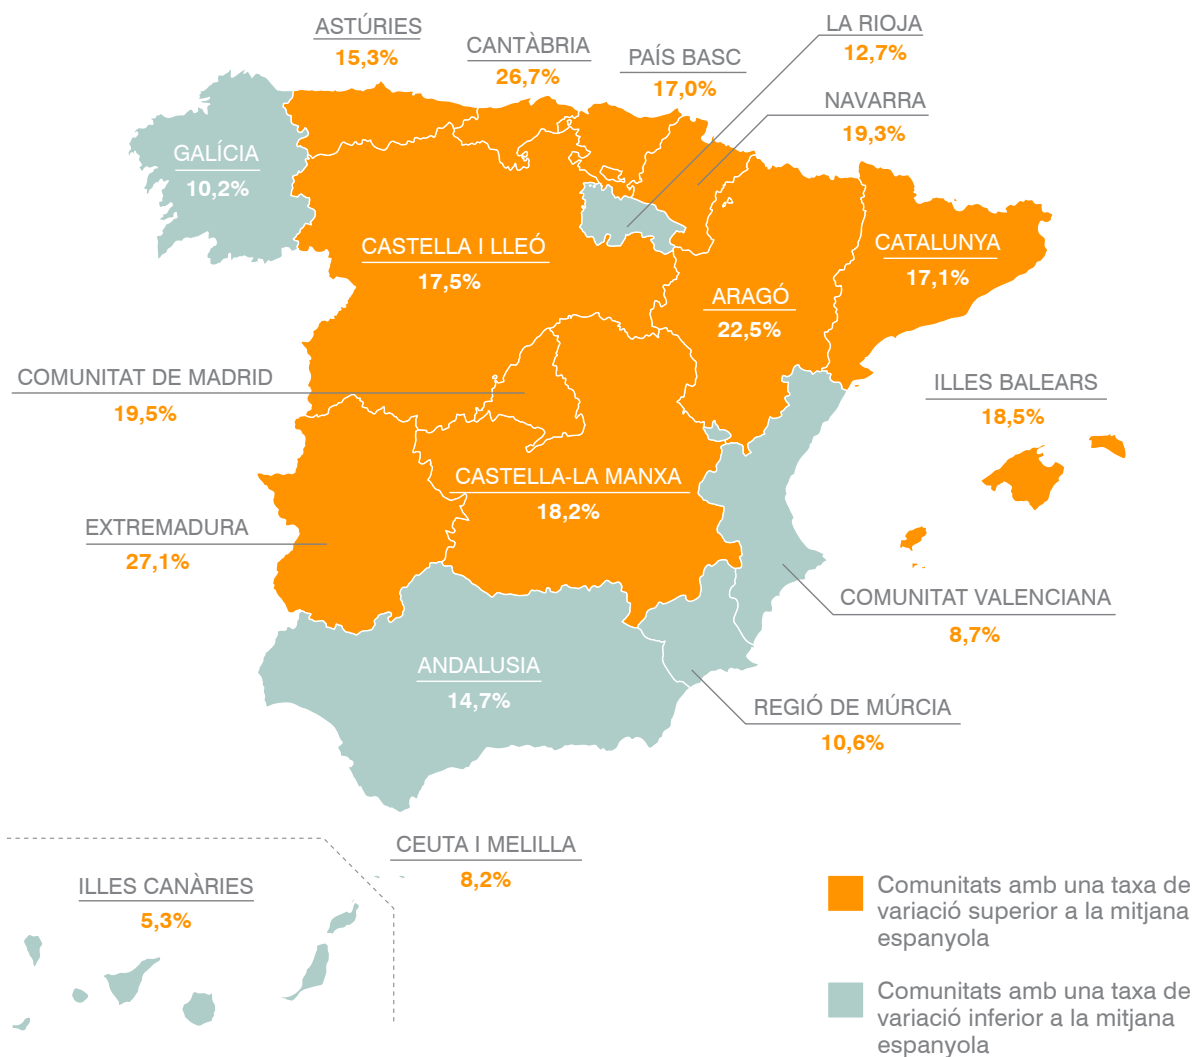 ASTÚRIES
15,3%
CANTÀBRIA
26,7%
PAÍS BASC
17,0%
LA RIOJA
12,7%
NAVARRA
19,3%
GALÍCIA
10,2%
CASTELLA I LLEÓ
17,5%
CATALUNYA
17,1%
ARAGÓ
22,5%
COMUNITAT DE MADRID
19,5%
ILLES BALEARS
18,5%
CASTELLA-LA MANXA
18,2%
EXTREMADURA
27,1%
COMUNITAT VALENCIANA
8,7%
ANDALUSIA
14,7%
REGIÓ DE MÚRCIA
10,6%
CEUTA I MELILLA
8,2%
ILLES CANÀRIES
5,3%
Comunitats amb una taxa de
variació superior a la mitjana
espanyola
Comunitats amb una taxa de
variació inferior a la mitjana
espanyola